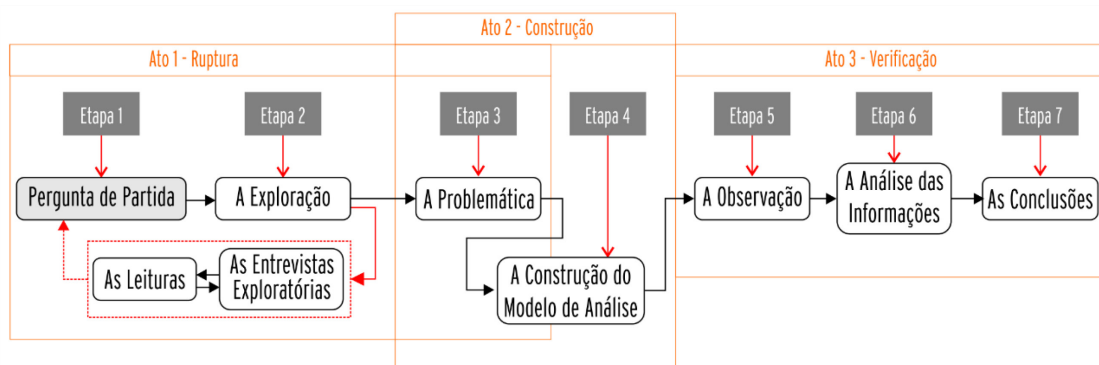 Ato 2 - Construção
Ato 1 - Ruptura
Ato 3 - Verificação
Etapa 1
Etapa 2
Etapa 3
Etapa 4
Etapa 5
Etapa 6
Etapa 7
Pergunta de Partida
A Exploração
A Problemática
A Observação
A Análise das
Informações
As Conclusões
As Leituras
As Entrevistas
Exploratórias
A Construção do
Modelo de Análise